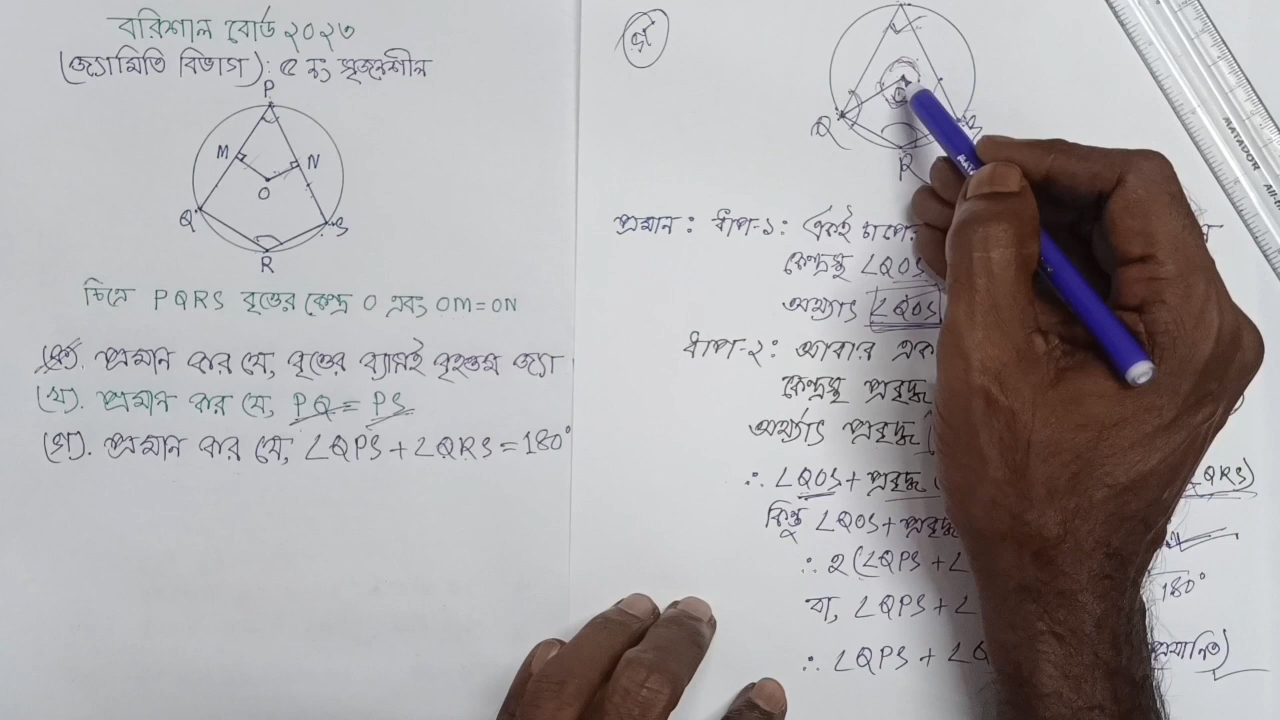 বরিশাল বোর্ড ২০২৩
(জ্যামিতি বিভাগ): ৫ নং সৃজনশীল
P
M
N
O
Q
S
R
চিত্রে PQRS বৃত্তের কেন্দ্র O এবং OM = ON
(ক). প্রমান কর যে, বৃত্তের ব্যাসই বৃহত্তম জ্যা
(খ). প্রমান কর যে, PQ = PS
(গ). প্রমান কর যে, ∠QPS + ∠QRS = 180°
(গ)
Q
O
R
প্রমান: ধাপ-১: একই চাপের
কেন্দ্রস্থ ∠QOS
অর্থ্যাৎ ∠QOS
ধাপ-২: আবার এক
কেন্দ্রস্থ প্রবৃদ্ধ
অর্থ্যাৎ প্রবৃদ্ধ
∴ ∠QOS + প্রবৃদ্ধ ∠QRS)
কিন্তু ∠QOS + প্রবৃদ্ধ
∴ 2 (∠QPS + ∠
বা, ∠QPS + ∠ 180°
∴ ∠QPS + ∠Q প্রমানিত)
MATADOR